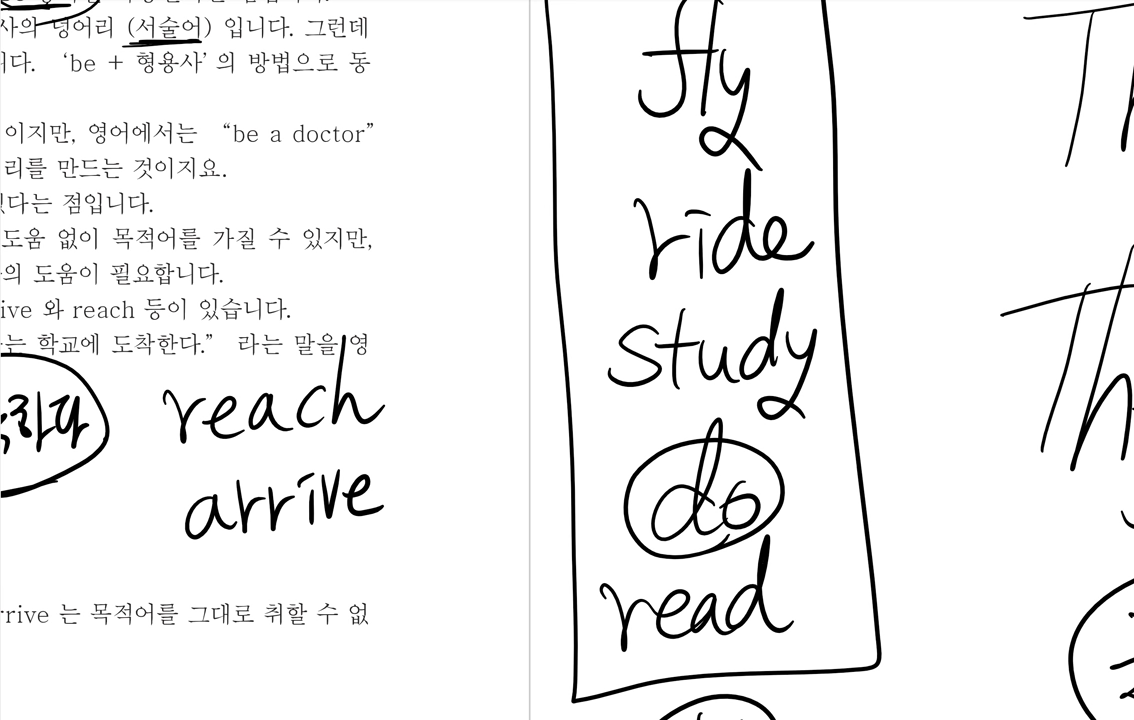 사의 덩어리 (서술어) 입니다. 그런데
니다. ‘be + 형용사’ 의 방법으로 동
이지만, 영어에서는 “be a doctor”
리를 만드는 것이지요.
있다는 점입니다.
도움 없이 목적어를 가질 수 있지만,
의 도움이 필요합니다.
ive 와 reach 등이 있습니다.
는 학교에 도착한다.” 라는 말을 영
하다
reach
arrive
rrive 는 목적어를 그대로 취할 수 없
fly
ride
study
do
read
Th
Th